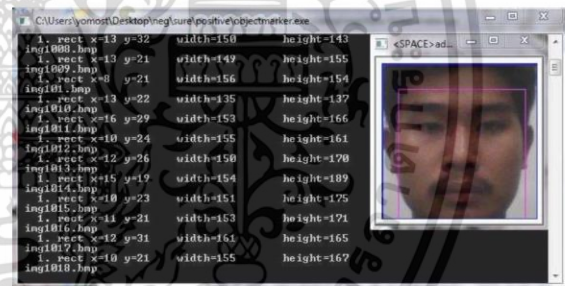 C:\Users\yomost\Desktop\neg\sure\positive\objectmarker.exe
1. rect x=13 y=32 width=150 height=143
img1008.bmp
1. rect x=13 y=21 width=149 height=155
img1009.bmp
1. rect x=8 y=21 width=156 height=154
img101.bmp
1. rect x=13 y=22 width=135 height=137
img1010.bmp
1. rect x=16 y=29 width=153 height=166
img1011.bmp
1. rect x=10 y=24 width=155 height=161
img1012.bmp
1. rect x=12 y=26 width=150 height=170
img1013.bmp
1. rect x=15 y=19 width=154 height=189
img1014.bmp
1. rect x=10 y=23 width=151 height=175
img1015.bmp
1. rect x=11 y=21 width=153 height=171
img1016.bmp
1. rect x=12 y=31 width=161 height=165
img1017.bmp
1. rect x=10 y=21 width=155 height=167
img1018.bmp
<SPACE>ad...